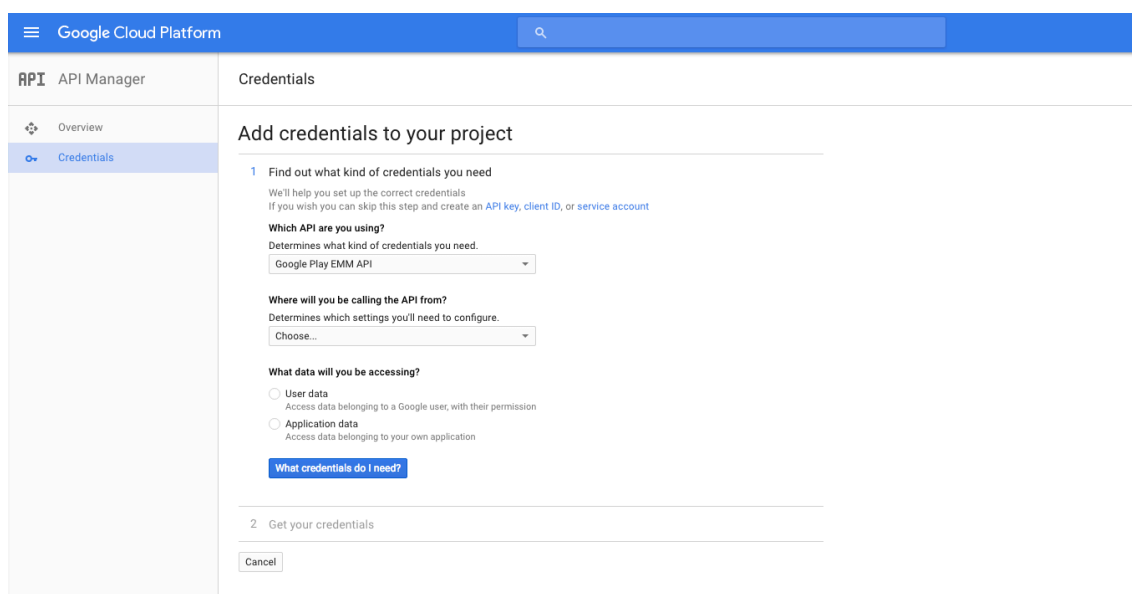 Google Cloud Platform
API API Manager
Credentials
Overview
Credentials
Add credentials to your project
1 Find out what kind of credentials you need
We'll help you set up the correct credentials
If you wish you can skip this step and create an API key, client ID, or service account
Which API are you using?
Determines what kind of credentials you need.
Google Play EMM API
Where will you be calling the API from?
Determines which settings you'll need to configure.
Choose...
What data will you be accessing?
User data
Access data belonging to a Google user, with their permission
Application data
Access data belonging to your own application
What credentials do I need?
2 Get your credentials
Cancel